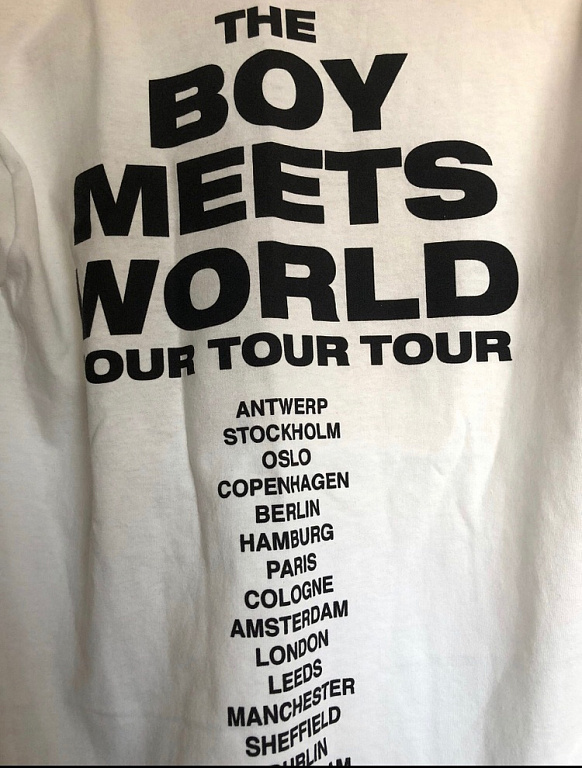 THE
BOY
MEETS
WORLD
OUR TOUR TOUR
ANTWERP
STOCKHOLM
OSLO
COPENHAGEN
BERLIN
HAMBURG
PARIS
COLOGNE
AMSTERDAM
LONDON
LEEDS
MANCHESTER
SHEFFIELD
DUBLIN